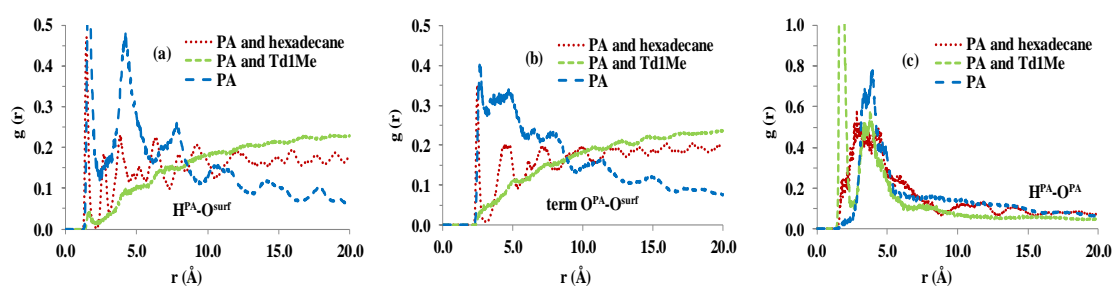 0.5
0.4
0.3
0.2
0.1
0.0
g (r)
(a)
PA and hexadecane
PA and Td1Me
PA
H^PA-O^surf
0.0 5.0 10.0 15.0 20.0
r (Å)
0.5
0.4
0.3
0.2
0.1
0.0
g (r)
(b)
PA and hexadecane
PA and Td1Me
PA
term O^PA-O^surf
0.0 5.0 10.0 15.0 20.0
r (Å)
1.0
0.8
0.6
0.4
0.2
0.0
g (r)
(c)
PA and hexadecane
PA and Td1Me
PA
H^PA-O^PA
0.0 5.0 10.0 15.0 20.0
r (Å)